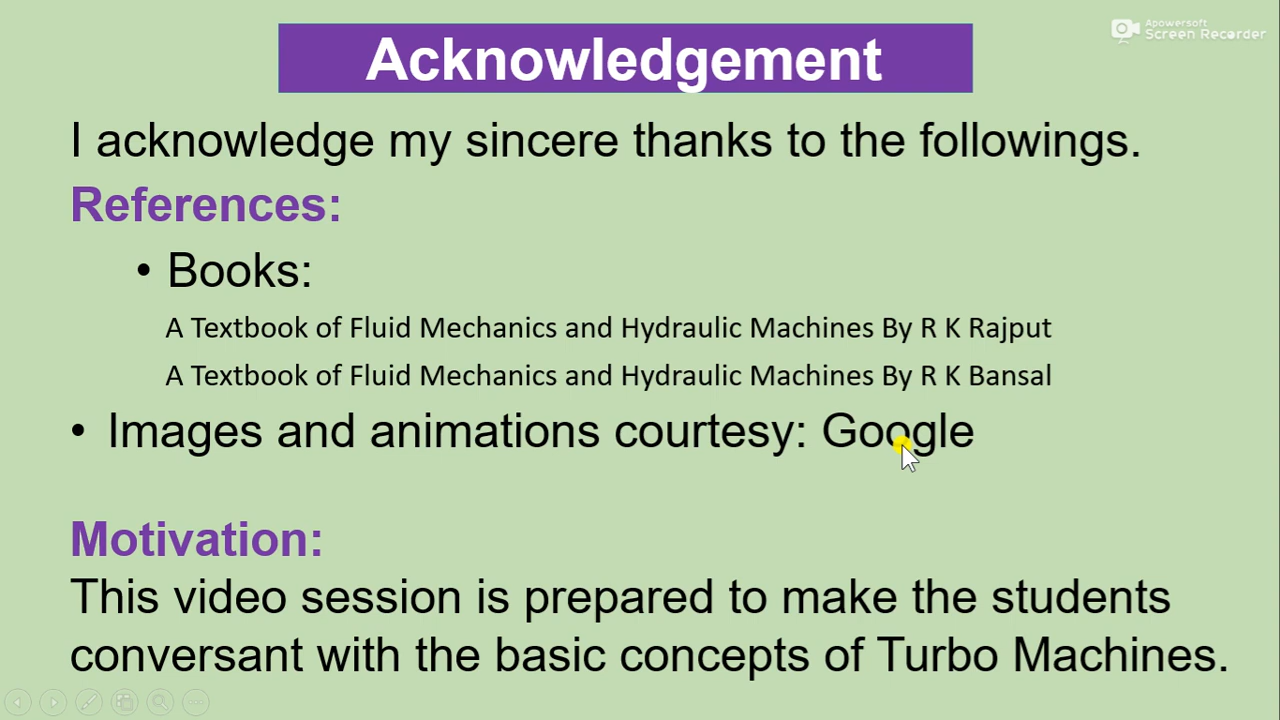 Acknowledgement
Apowersoft
Screen Recorder
I acknowledge my sincere thanks to the followings.
References:
• Books:
A Textbook of Fluid Mechanics and Hydraulic Machines By R K Rajput
A Textbook of Fluid Mechanics and Hydraulic Machines By R K Bansal
• Images and animations courtesy: Google
Motivation:
This video session is prepared to make the students
conversant with the basic concepts of Turbo Machines.